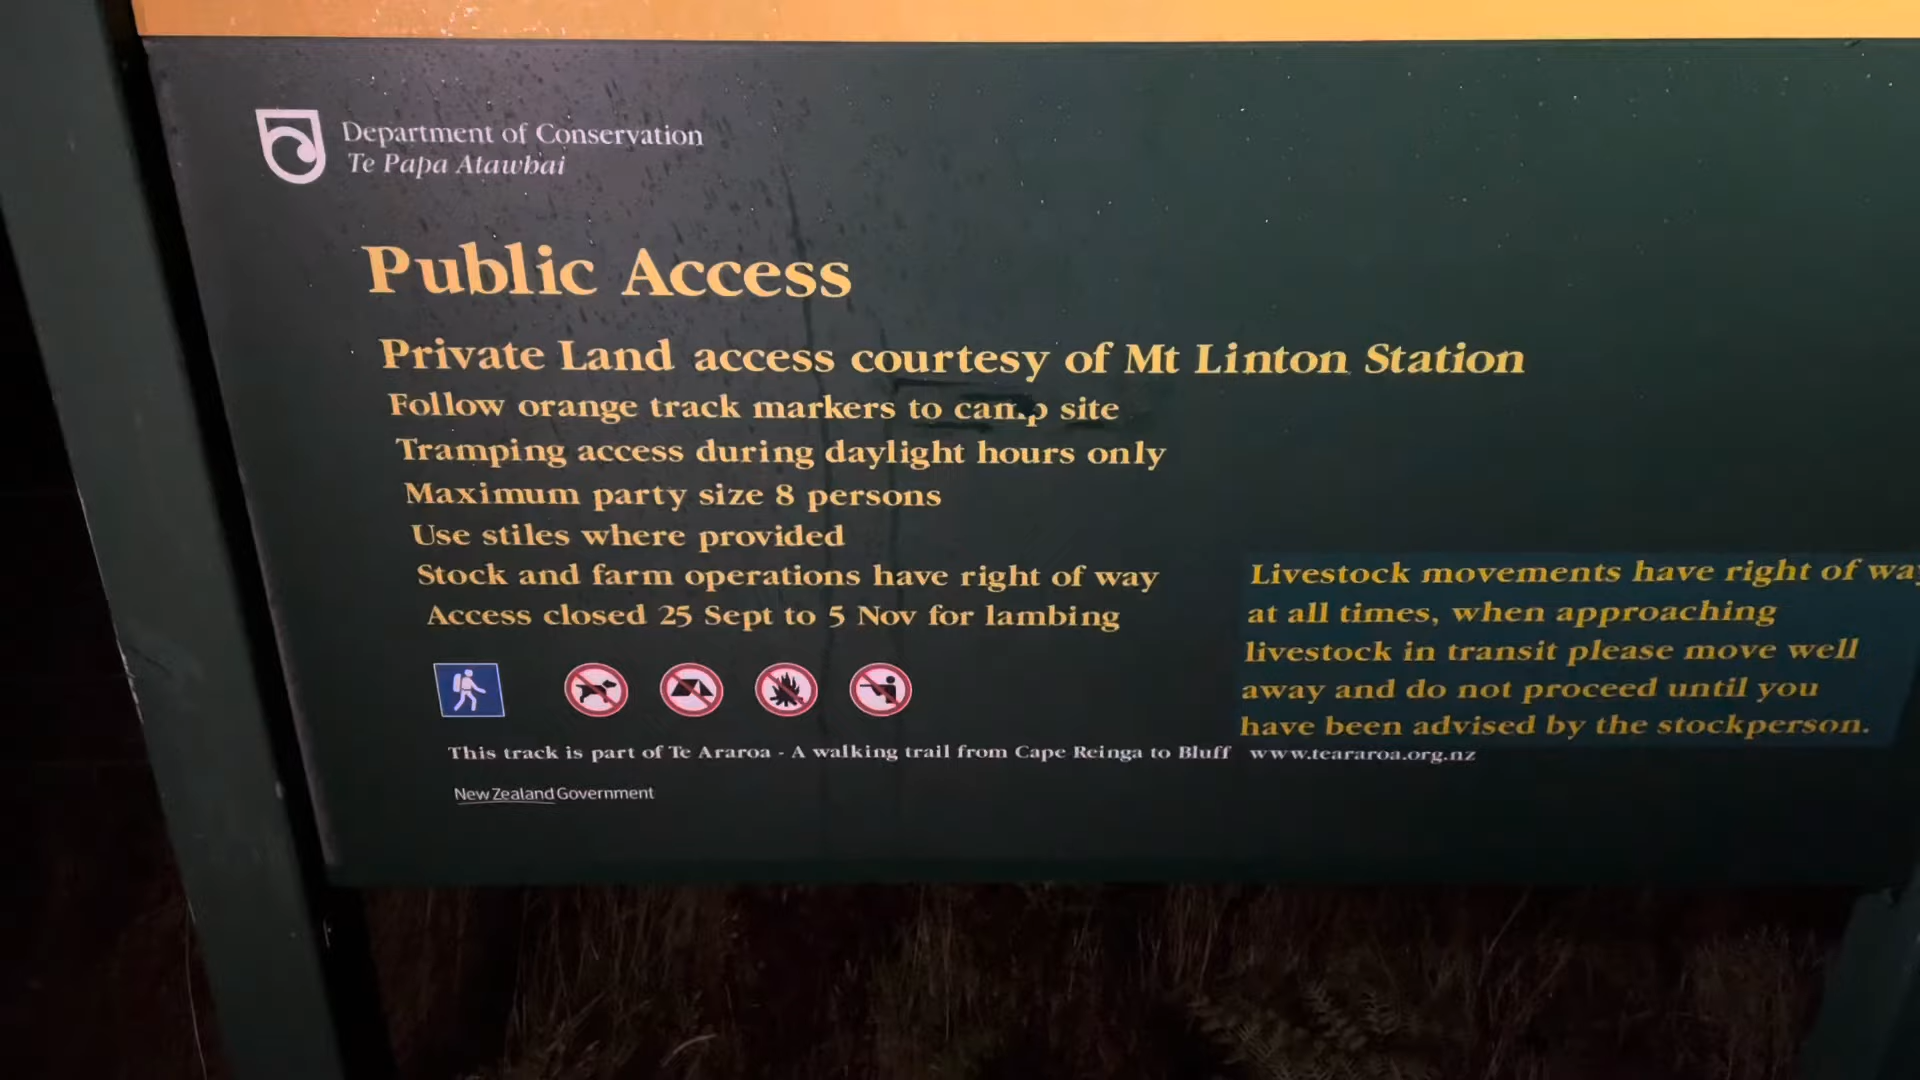 Department of Conservation
Te Papa Atawhai
Public Access
Private Land access courtesy of Mt Linton Station
Follow orange track markers to camp site
Tramping access during daylight hours only
Maximum party size 8 persons
Use stiles where provided
Stock and farm operations have right of way
Access closed 25 Sept to 5 Nov for lambing
Livestock movements have right of way
at all times, when approaching
livestock in transit please move well
away and do not proceed until you
have been advised by the stockperson.
This track is part of Te Araroa - A walking trail from Cape Reinga to Bluff www.teararoa.org.nz
New Zealand Government